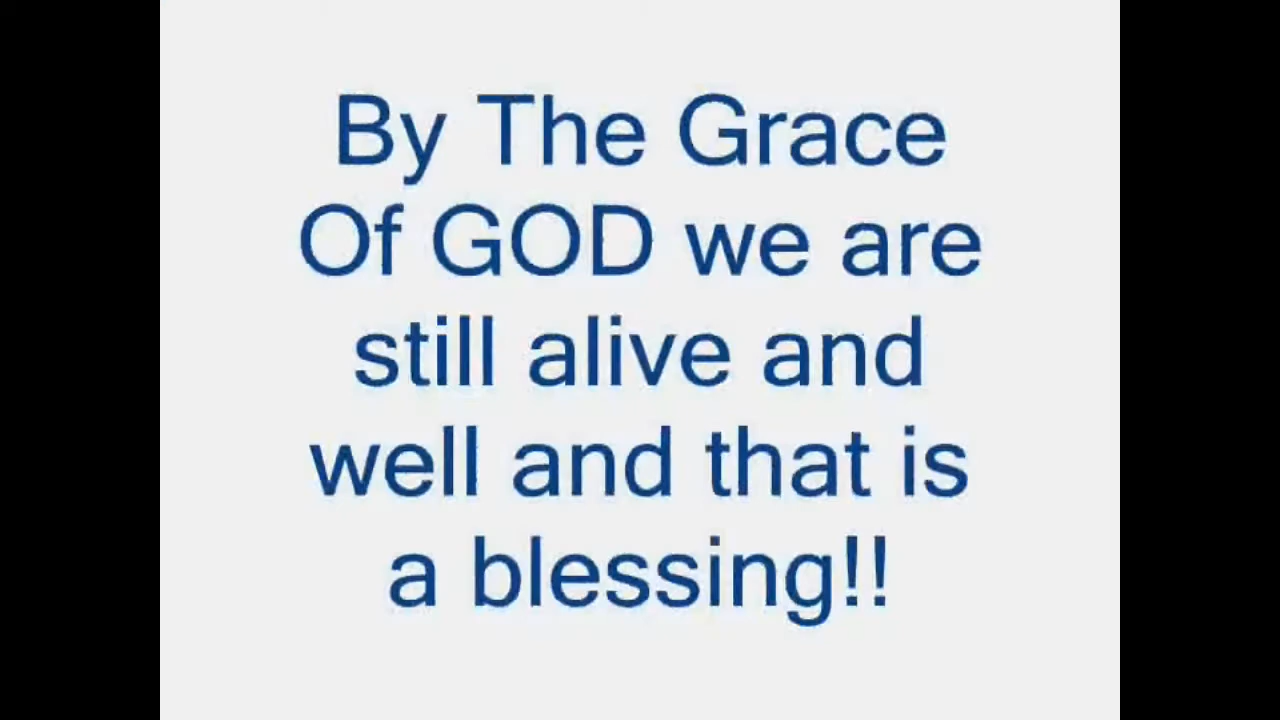 By The Grace
Of GOD we are
still alive and
well and that is
a blessing!!